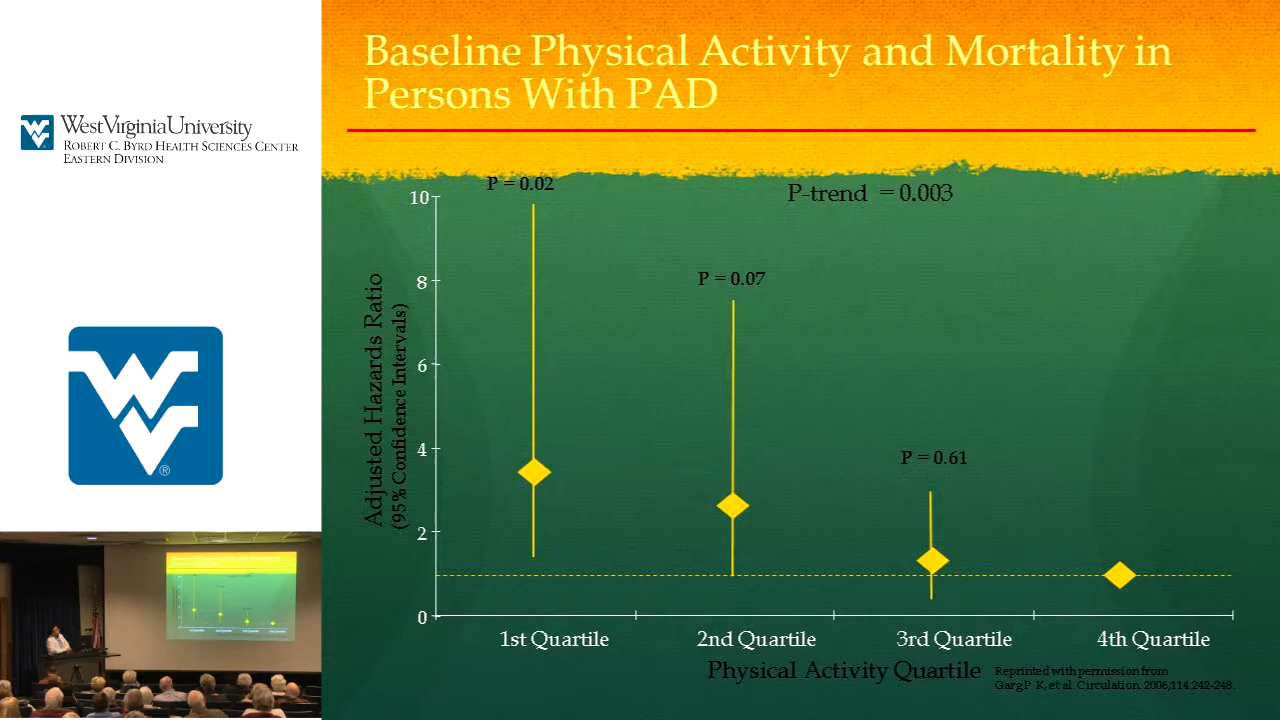 West Virginia University
ROBERT C. BYRD HEALTH SCIENCES CENTER
EASTERN DIVISION
WV
®
Baseline Physical Activity and Mortality in
Persons With PAD
P = 0.02
P-trend = 0.003
10
P = 0.07
8
6
P = 0.61
4
2
0
Adjusted Hazards Ratio
(95% Confidence Intervals)
1st Quartile
2nd Quartile
3rd Quartile
4th Quartile
Physical Activity Quartile
Reprinted with permission from
Garg P K, et al. Circulation. 2006;114:242-248.